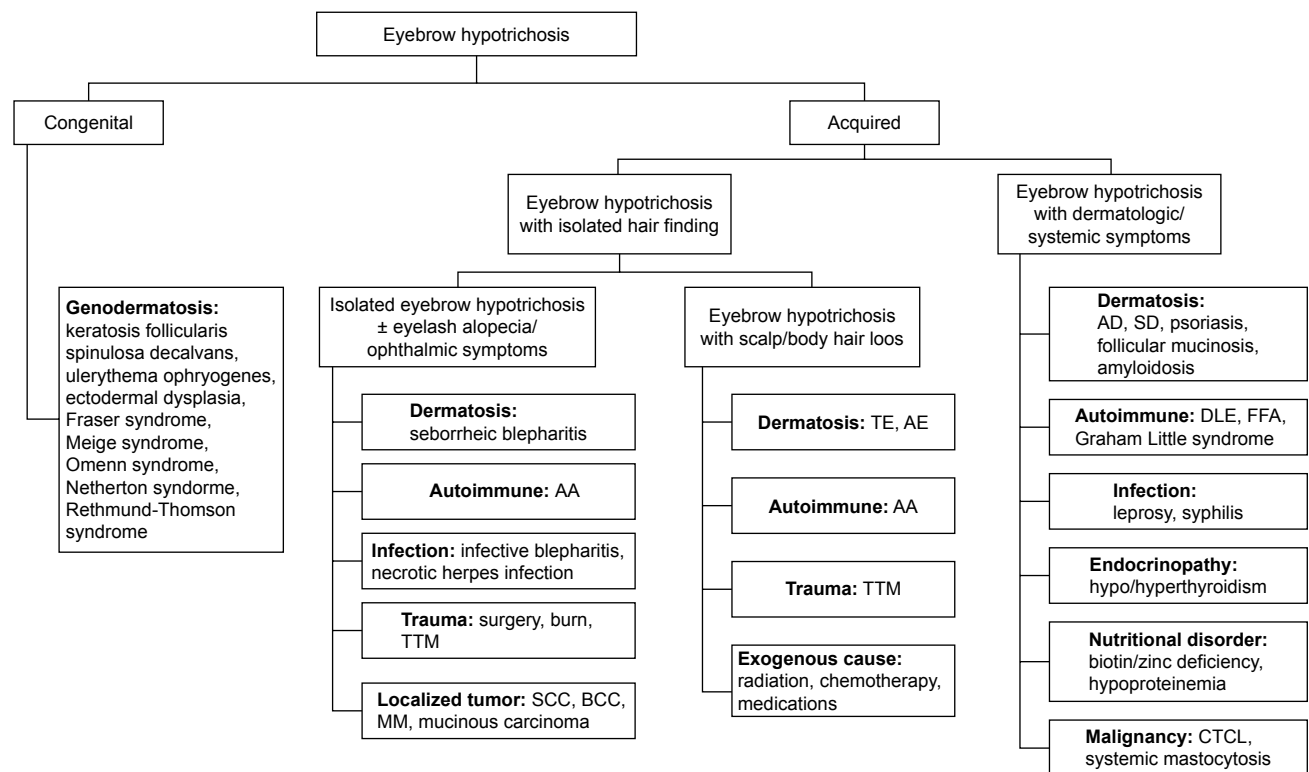 Eyebrow hypotrichosis
Congenital
Acquired
Eyebrow hypotrichosis
with isolated hair finding
Eyebrow hypotrichosis
with dermatologic/
systemic symptoms
Genodermatosis:
keratosis follicularis
spinulosa decalvans,
ulerythema ophryogenes,
ectodermal dysplasia,
Fraser syndrome,
Meige syndrome,
Omenn syndrome,
Netherton syndorme,
Rethmund-Thomson
syndrome
Isolated eyebrow hypotrichosis
± eyelash alopecia/
ophthalmic symptoms
Dermatosis:
seborrheic blepharitis
Autoimmune: AA
Infection: infective blepharitis,
necrotic herpes infection
Trauma: surgery, burn,
TTM
Localized tumor: SCC, BCC,
MM, mucinous carcinoma
Eyebrow hypotrichosis
with scalp/body hair loos
Dermatosis: TE, AE
Autoimmune: AA
Trauma: TTM
Exogenous cause:
radiation, chemotherapy,
medications
Dermatosis:
AD, SD, psoriasis,
follicular mucinosis,
amyloidosis
Autoimmune: DLE, FFA,
Graham Little syndrome
Infection:
leprosy, syphilis
Endocrinopathy:
hypo/hyperthyroidism
Nutritional disorder:
biotin/zinc deficiency,
hypoproteinemia
Malignancy: CTCL,
systemic mastocytosis